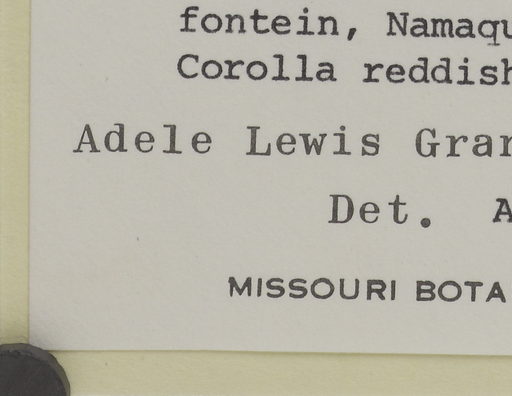 fontein, Namaqu
Corolla reddish
Adele Lewis Gran
Det. A
MISSOURI BOTA